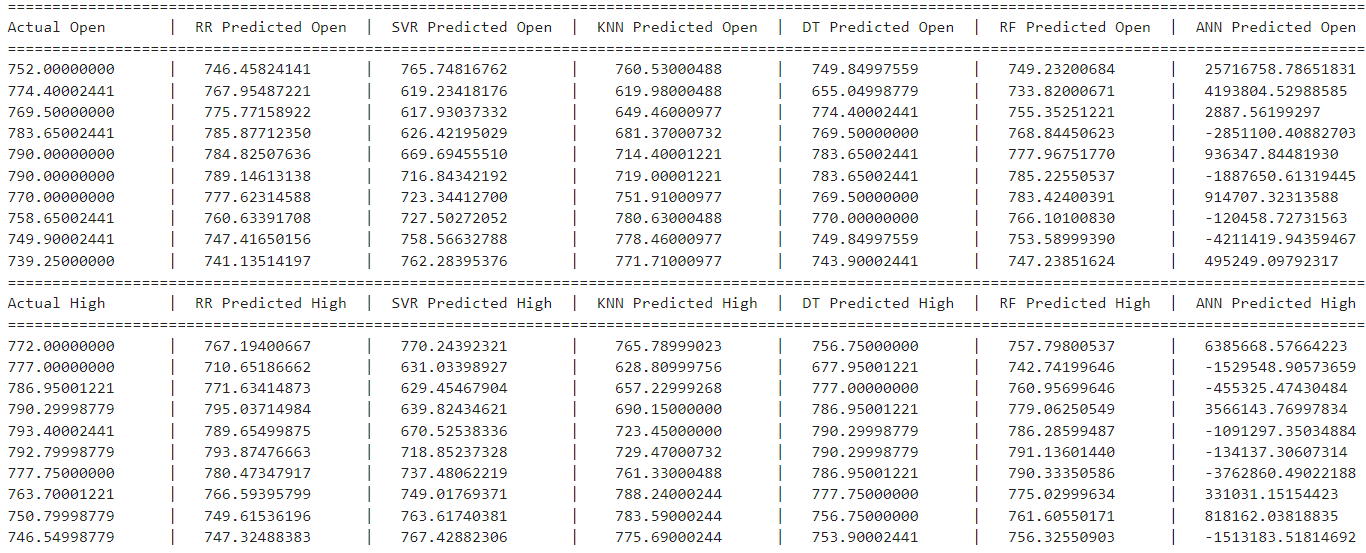 ==========================================================================================================================================================
Actual Open | RR Predicted Open | SVR Predicted Open | KNN Predicted Open | DT Predicted Open | RF Predicted Open | ANN Predicted Open
==========================================================================================================================================================
752.00000000 | 746.45824141 | 765.74816762 | 760.53000488 | 749.84997559 | 749.23200684 | 25716758.78651831
774.40002441 | 767.95487221 | 619.23418176 | 619.98000488 | 655.04998779 | 733.82000671 | 4193804.52988585
769.50000000 | 775.77158922 | 617.93037332 | 649.46000977 | 774.40002441 | 755.35251221 | 2887.56199297
783.65002441 | 785.87712350 | 626.42195029 | 681.37000732 | 769.50000000 | 768.84450623 | -2851100.40882703
790.00000000 | 784.82507636 | 669.69455510 | 714.40001221 | 783.65002441 | 777.96751770 | 936347.84481930
790.00000000 | 789.14613138 | 716.84342192 | 719.00001221 | 783.65002441 | 785.22550537 | -1887650.61319445
770.00000000 | 777.62314588 | 723.34412700 | 751.91000977 | 769.50000000 | 783.42400391 | 914707.32313588
758.65002441 | 760.63391708 | 727.50272052 | 780.63000488 | 770.00000000 | 766.10100830 | -120458.72731563
749.90002441 | 747.41650156 | 758.56632788 | 778.46000977 | 749.84997559 | 753.58999390 | -4211419.94359467
739.25000000 | 741.13514197 | 762.28395376 | 771.71000977 | 743.90002441 | 747.23851624 | 495249.09792317
==========================================================================================================================================================
Actual High | RR Predicted High | SVR Predicted High | KNN Predicted High | DT Predicted High | RF Predicted High | ANN Predicted High
==========================================================================================================================================================
772.00000000 | 767.19400667 | 770.24392321 | 765.78999023 | 756.75000000 | 757.79800537 | 6385668.57664223
777.00000000 | 710.65186662 | 631.03398927 | 628.80999756 | 677.95001221 | 742.74199646 | -1529548.90573659
786.95001221 | 771.63414873 | 629.45467904 | 657.22999268 | 777.00000000 | 760.95699646 | -455325.47430484
790.29998779 | 795.03714984 | 639.82434621 | 690.15000000 | 786.95001221 | 779.06250549 | 3566143.76997834
793.40002441 | 789.65499875 | 670.52538336 | 723.45000000 | 790.29998779 | 786.28599487 | -1091297.35034884
792.79998779 | 793.87476663 | 718.85237328 | 729.47000732 | 790.29998779 | 791.13601440 | -134137.30607314
777.75000000 | 780.47347917 | 737.48062219 | 761.33000488 | 786.95001221 | 790.33350586 | -3762860.49022188
763.70001221 | 766.59395799 | 749.01769371 | 788.24000244 | 777.75000000 | 775.02999634 | 331031.15154423
750.79998779 | 749.61536196 | 763.61740381 | 783.59000244 | 756.75000000 | 761.60550171 | 818162.03818835
746.54998779 | 747.32488383 | 767.42882306 | 775.69000244 | 753.90002441 | 756.32550903 | -1513183.51814692